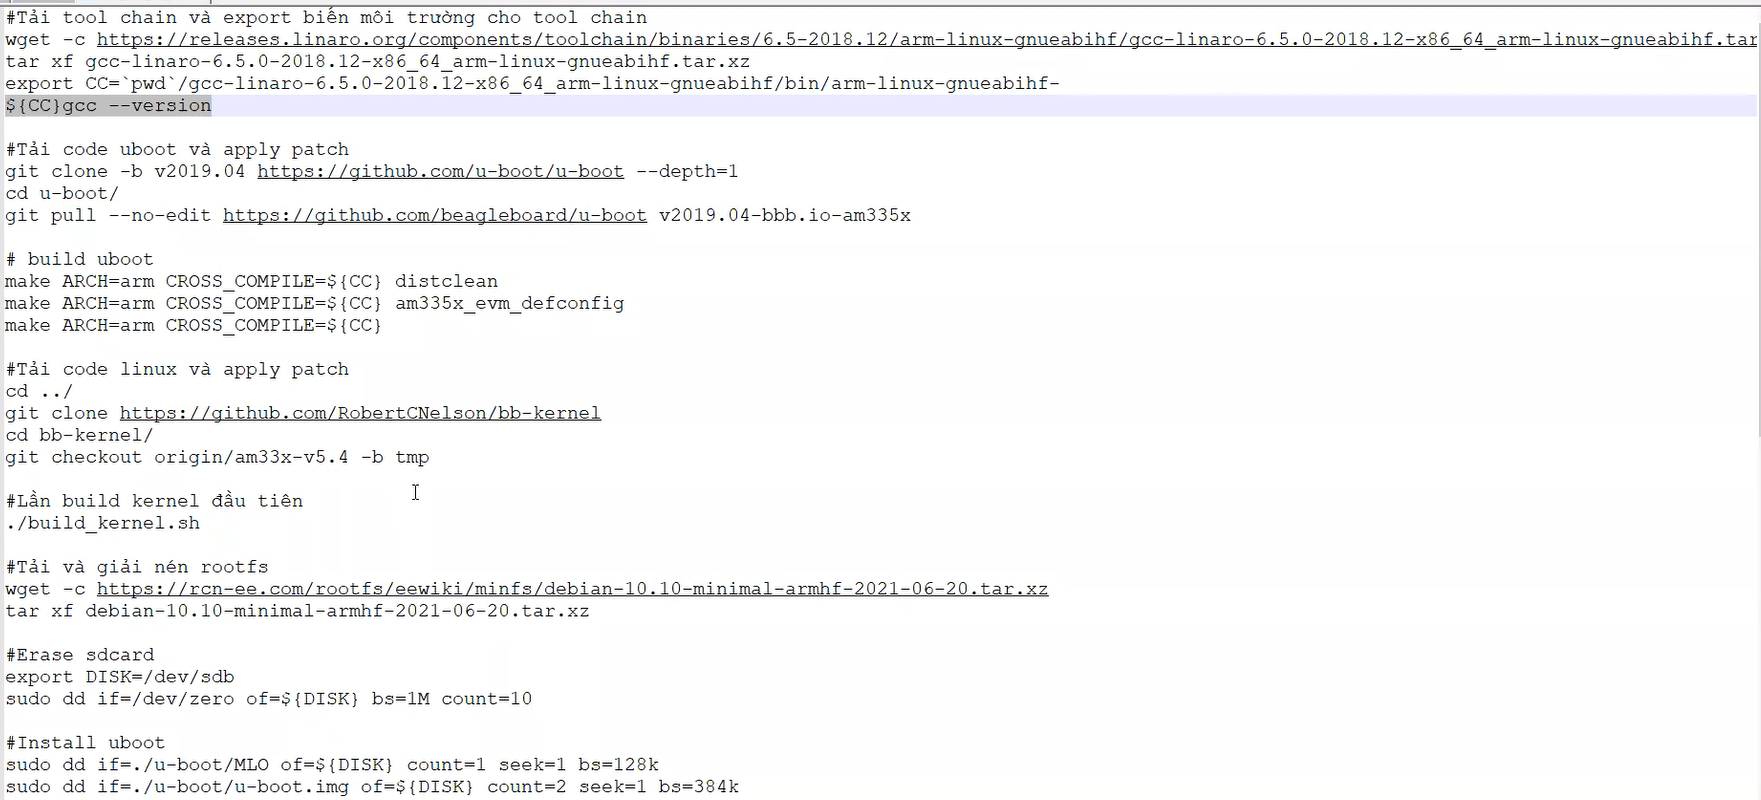 #Tải tool chain và export biến môi trường cho tool chain
wget -c https://releases.linaro.org/components/toolchain/binaries/6.5-2018.12/arm-linux-gnueabihf/gcc-linaro-6.5.0-2018.12-x86_64_arm-linux-gnueabihf.tar
tar xf gcc-linaro-6.5.0-2018.12-x86_64_arm-linux-gnueabihf.tar.xz
export CC=`pwd`/gcc-linaro-6.5.0-2018.12-x86_64_arm-linux-gnueabihf/bin/arm-linux-gnueabihf-
${CC}gcc --version
#Tải code uboot và apply patch
git clone -b v2019.04 https://github.com/u-boot/u-boot --depth=1
cd u-boot/
git pull --no-edit https://github.com/beagleboard/u-boot v2019.04-bbb.io-am335x
# build uboot
make ARCH=arm CROSS_COMPILE=${CC} distclean
make ARCH=arm CROSS_COMPILE=${CC} am335x_evm_defconfig
make ARCH=arm CROSS_COMPILE=${CC}
#Tải code linux và apply patch
cd ../
git clone https://github.com/RobertCNelson/bb-kernel
cd bb-kernel/
git checkout origin/am33x-v5.4 -b tmp
#Lần build kernel đầu tiên
./build_kernel.sh
#Tải và giải nén rootfs
wget -c https://rcn-ee.com/rootfs/eewiki/minfs/debian-10.10-minimal-armhf-2021-06-20.tar.xz
tar xf debian-10.10-minimal-armhf-2021-06-20.tar.xz
#Erase sdcard
export DISK=/dev/sdb
sudo dd if=/dev/zero of=${DISK} bs=1M count=10
#Install uboot
sudo dd if=./u-boot/MLO of=${DISK} count=1 seek=1 bs=128k
sudo dd if=./u-boot/u-boot.img of=${DISK} count=2 seek=1 bs=384k